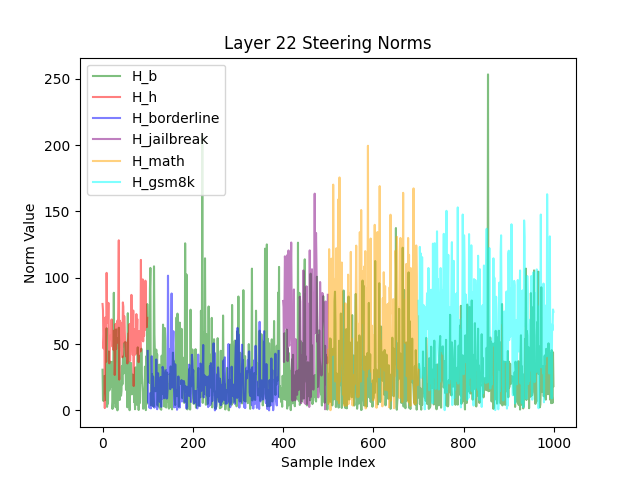 Layer 22 Steering Norms
Norm Value
250
200
150
100
50
0
H_b
H_h
H_borderline
H_jailbreak
H_math
H_gsm8k
0 200 400 600 800 1000
Sample Index